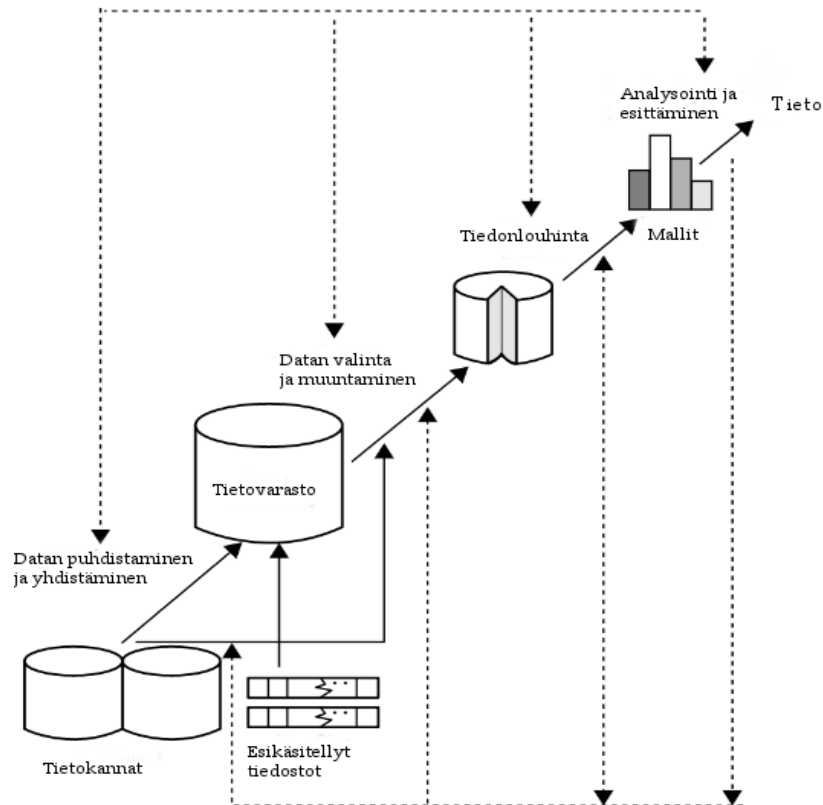 Analysointi ja
esittäminen
Tieto
Tiedonlouhinta
Mallit
Datan valinta
ja muuntaminen
Tietovarasto
Datan puhdistaminen
ja yhdistäminen
Esikäsitellyt
tiedostot
Tietokannat